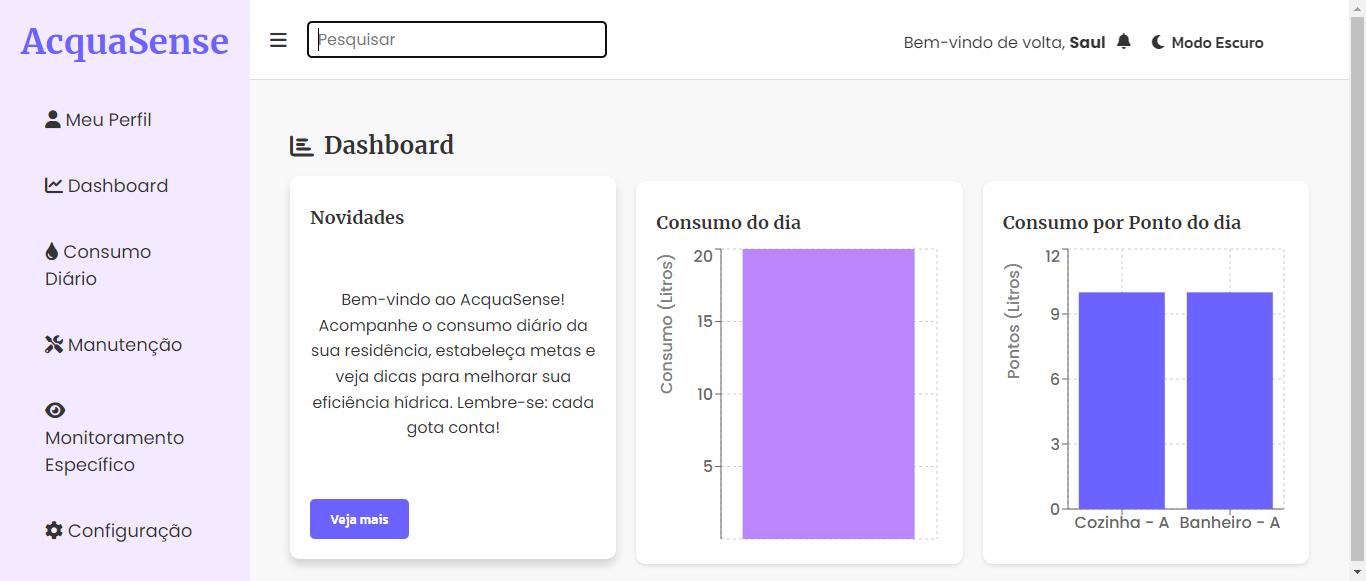 AcquaSense
Meu Perfil
Dashboard
Consumo
Diário
Manutenção
Monitoramento
Específico
Configuração
Pesquisar
Bem-vindo de volta, Saul
Modo Escuro
Dashboard
Novidades
Bem-vindo ao AcquaSense!
Acompanhe o consumo diário da
sua residência, estabeleça metas e
veja dicas para melhorar sua
eficiência hídrica. Lembre-se: cada
gota conta!
Veja mais
Consumo do dia
Consumo (Litros)
20
15
10
5
Consumo por Ponto do dia
Pontos (Litros)
12
9
6
3
0
Cozinha - A Banheiro - A